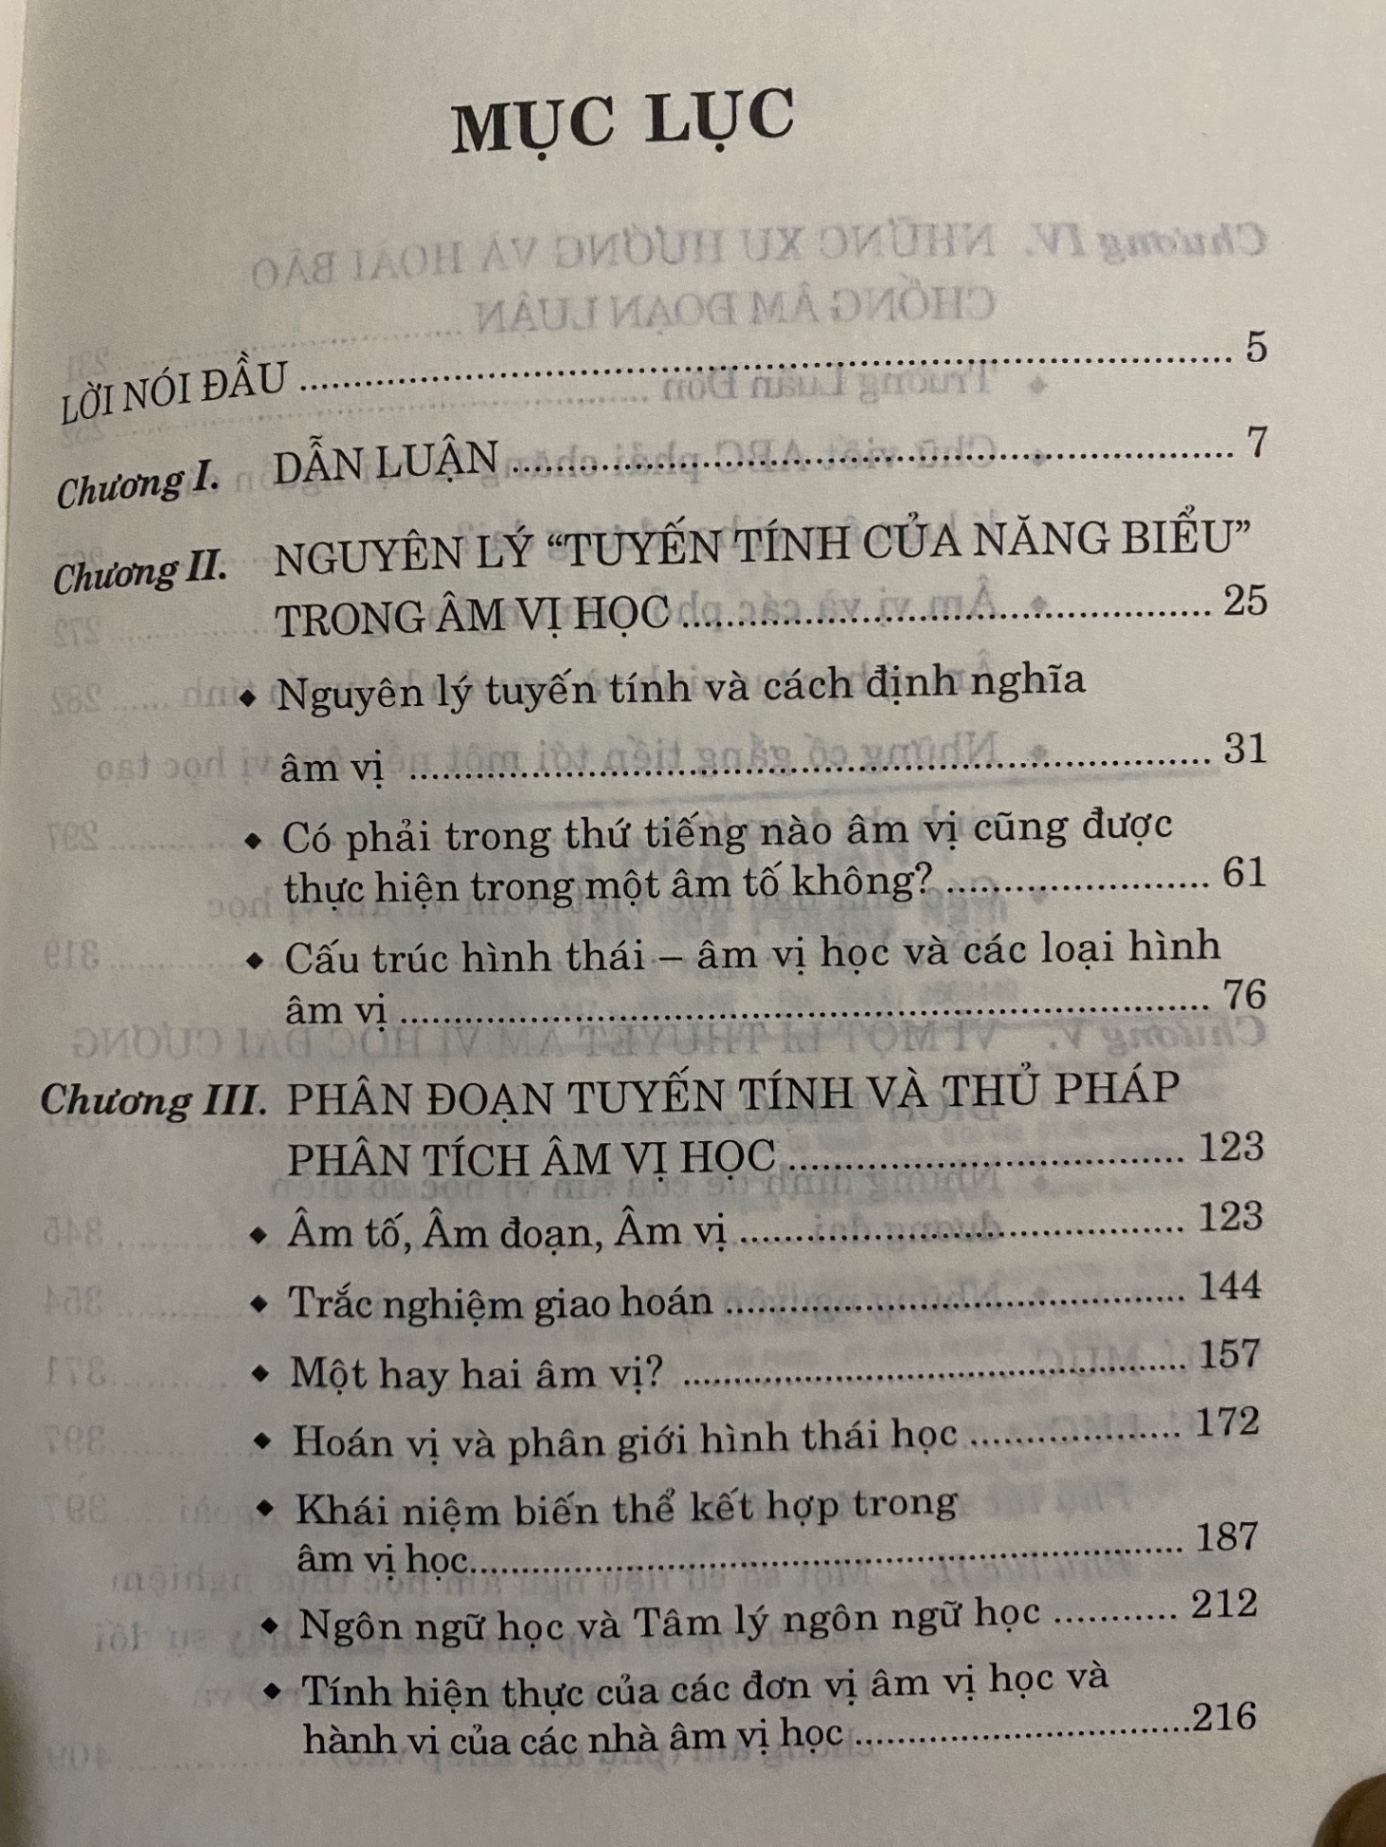 MỤC LỤC
LỜI NÓI ĐẦU ........ 5
Chương I. DẪN LUẬN ........ 7
Chương II. NGUYÊN LÝ “TUYẾN TÍNH CỦA NĂNG BIỂU”
TRONG ÂM VỊ HỌC ........ 25
◆ Nguyên lý tuyến tính và cách định nghĩa
âm vị ........ 31
◆ Có phải trong thứ tiếng nào âm vị cũng được
thực hiện trong một âm tố không? ........ 61
◆ Cấu trúc hình thái – âm vị học và các loại hình
âm vị ........ 76
Chương III. PHÂN ĐOẠN TUYẾN TÍNH VÀ THỦ PHÁP
PHÂN TÍCH ÂM VỊ HỌC ........ 123
◆ Âm tố, Âm đoạn, Âm vị ........ 123
◆ Trắc nghiệm giao hoán ........ 144
◆ Một hay hai âm vị? ........ 157
◆ Hoán vị và phân giới hình thái học ........ 172
◆ Khái niệm biến thể kết hợp trong
âm vị học ........ 187
◆ Ngôn ngữ học và Tâm lý ngôn ngữ học ........ 212
◆ Tính hiện thực của các đơn vị âm vị học và
hành vi của các nhà âm vị học ........ 216